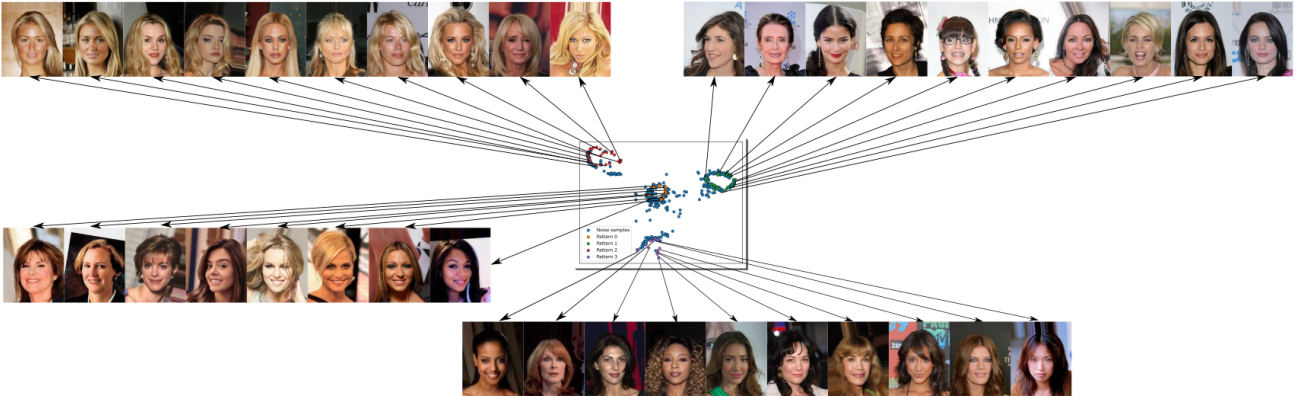 Noise samples
Pattern 0
Pattern 1
Pattern 2
Pattern 3